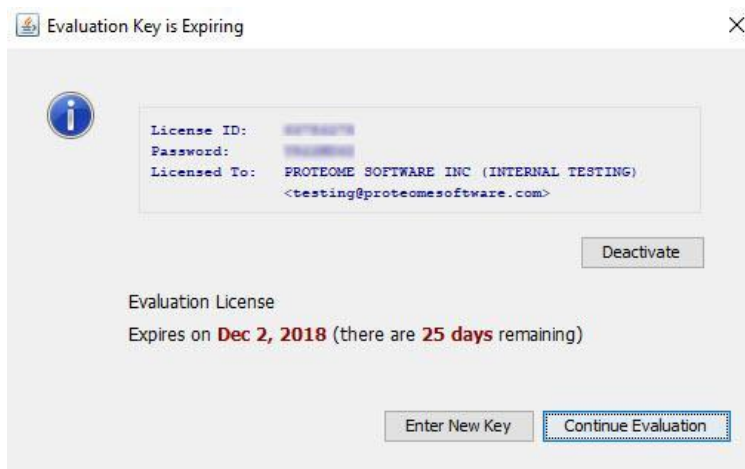 Evaluation Key is Expiring
License ID:
Password:
Licensed To: PROTEOME SOFTWARE INC (INTERNAL TESTING)
<testing@proteomesoftware.com>
Deactivate
Evaluation License
Expires on Dec 2, 2018 (there are 25 days remaining)
Enter New Key Continue Evaluation